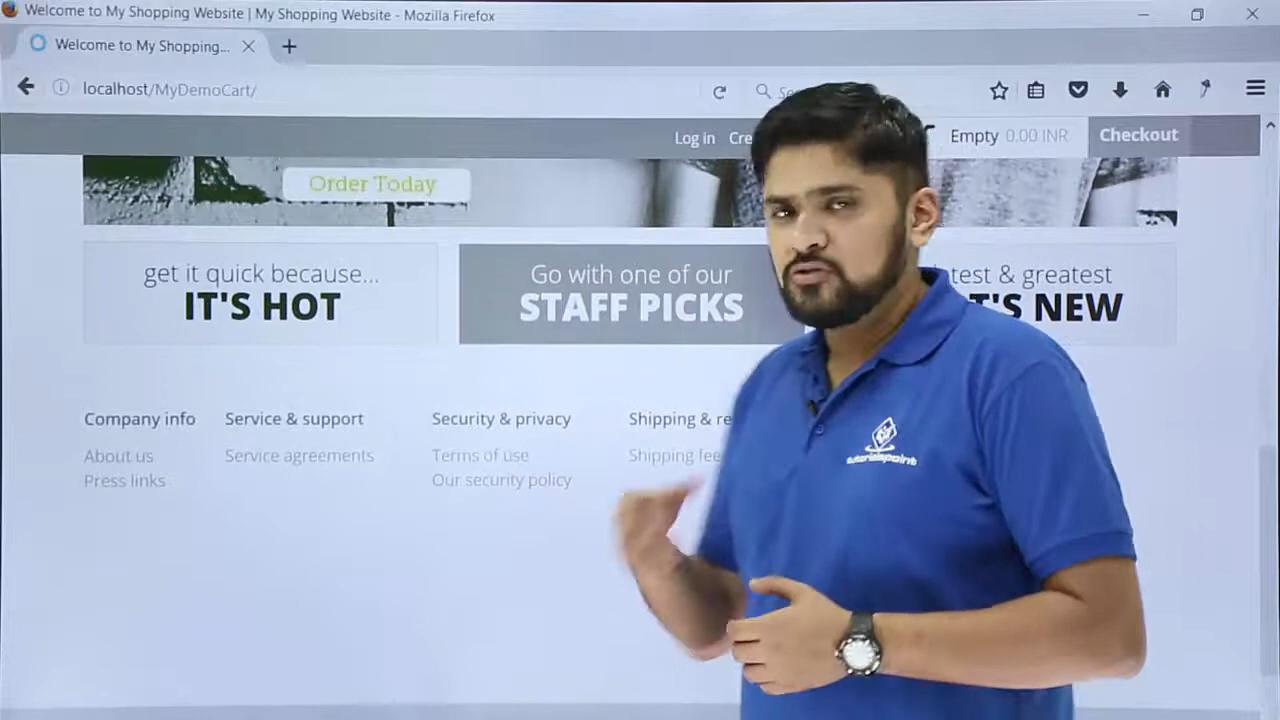 Welcome to My Shopping Website | My Shopping Website - Mozilla Firefox
Welcome to My Shopping...
localhost/MyDemoCart/
Log in
Empty 0.00 INR
Checkout
Order Today
get it quick because...
IT'S HOT
Go with one of our
STAFF PICKS
& greatest
NEW
Company info
Service & support
Security & privacy
Shipping &
About us
Service agreements
Terms of use
Shipping
Press links
Our security policy
tutorialspoint